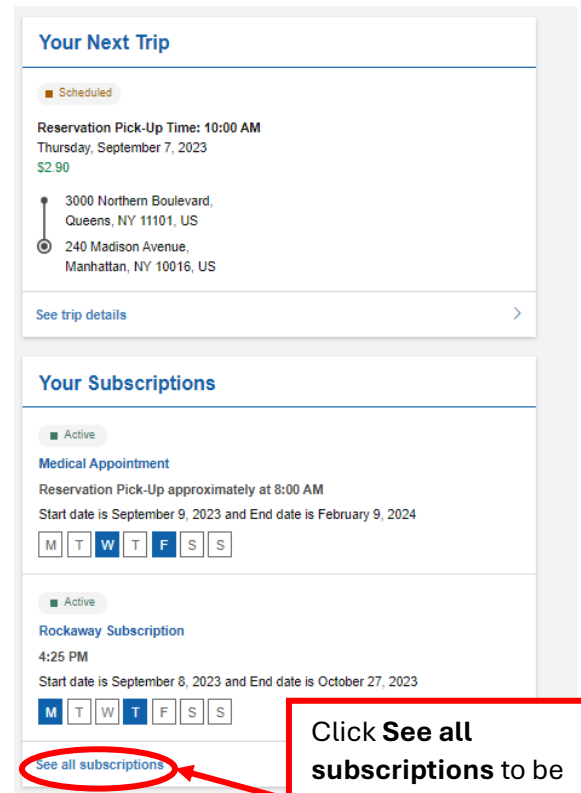 Your Next Trip
Scheduled
Reservation Pick-Up Time: 10:00 AM
Thursday, September 7, 2023
$2.90
3000 Northern Boulevard,
Queens, NY 11101, US
240 Madison Avenue,
Manhattan, NY 10016, US
See trip details
Your Subscriptions
Active
Medical Appointment
Reservation Pick-Up approximately at 8:00 AM
Start date is September 9, 2023 and End date is February 9, 2024
M T W T F S S
Active
Rockaway Subscription
4:25 PM
Start date is September 8, 2023 and End date is October 27, 2023
M T W T F S S
See all subscriptions
Click See all
subscriptions to be